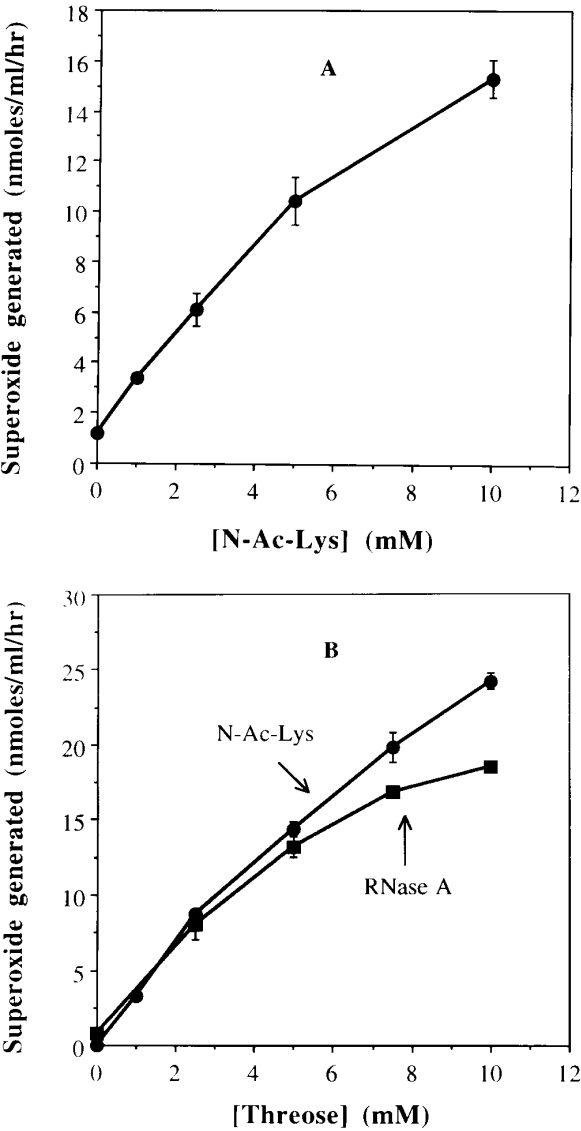 Superoxide generated (nmoles/ml/hr)
18
16
14
12
10
8
6
4
2
0
A
0 2 4 6 8 10 12
[N-Ac-Lys] (mM)
Superoxide generated (nmoles/ml/hr)
30
25
20
15
10
5
0
B
N-Ac-Lys
RNase A
0 2 4 6 8 10 12
[Threose] (mM)